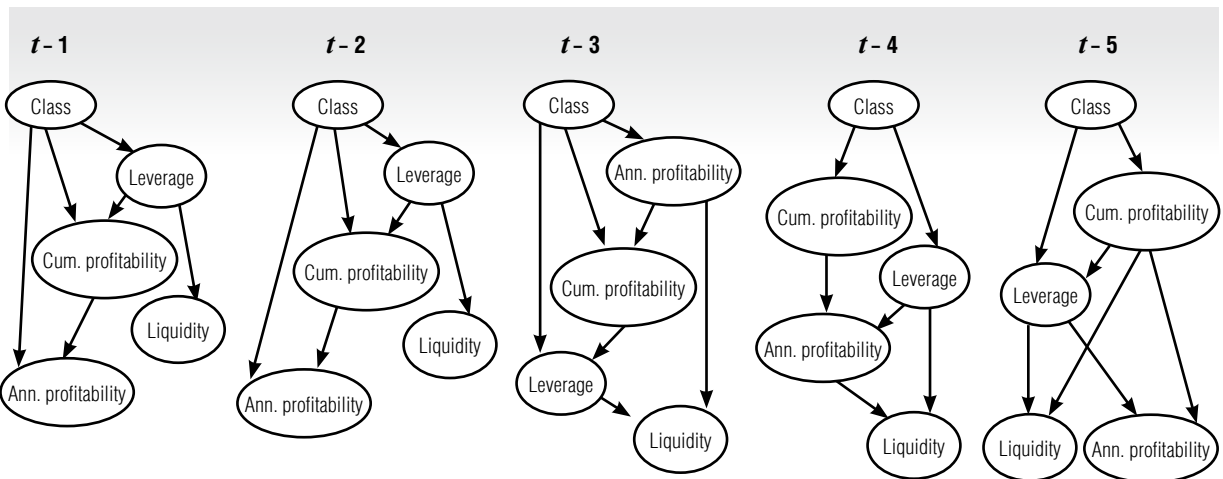 t – 1
t – 2
t – 3
t – 4
t – 5
Class
Leverage
Cum. profitability
Liquidity
Ann. profitability
Class
Leverage
Cum. profitability
Liquidity
Ann. profitability
Class
Ann. profitability
Cum. profitability
Leverage
Liquidity
Class
Cum. profitability
Leverage
Ann. profitability
Liquidity
Class
Cum. profitability
Leverage
Liquidity
Ann. profitability